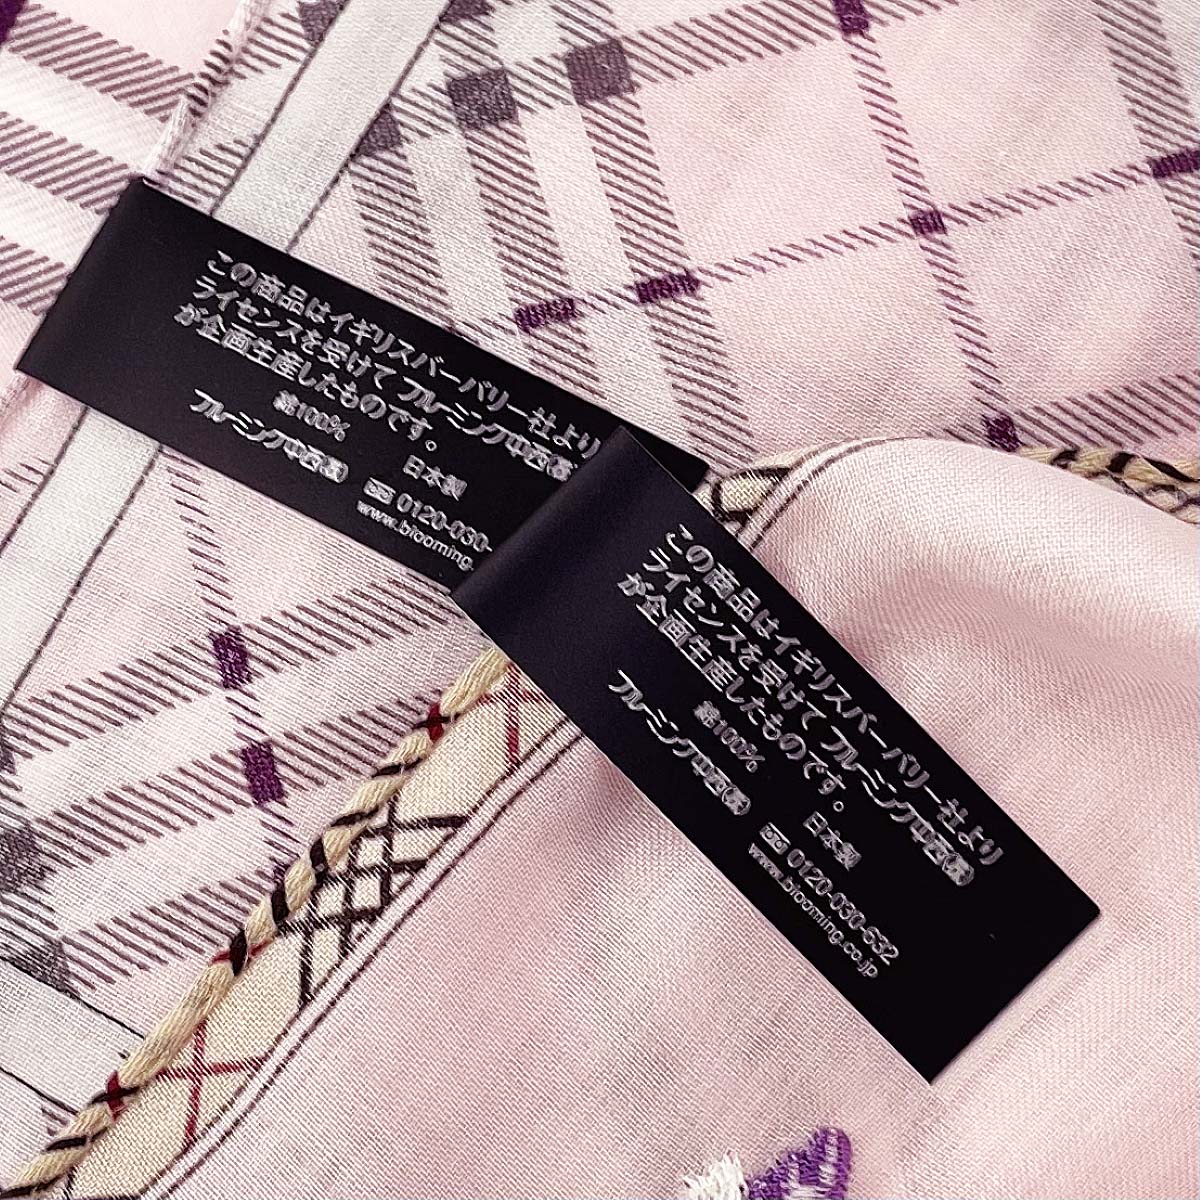 この商品はイギリスバーバリー社より
ライセンスを受けて ブルーミング中西(株)
が企画生産したものです。
綿100% 日本製
ブルーミング中西(株) 0120-030-
www.blooming.
この商品はイギリスバーバリー社より
ライセンスを受けて ブルーミング中西(株)
が企画生産したものです。
綿100% 日本製
ブルーミング中西(株) 0120-030-632
www.blooming.co.jp